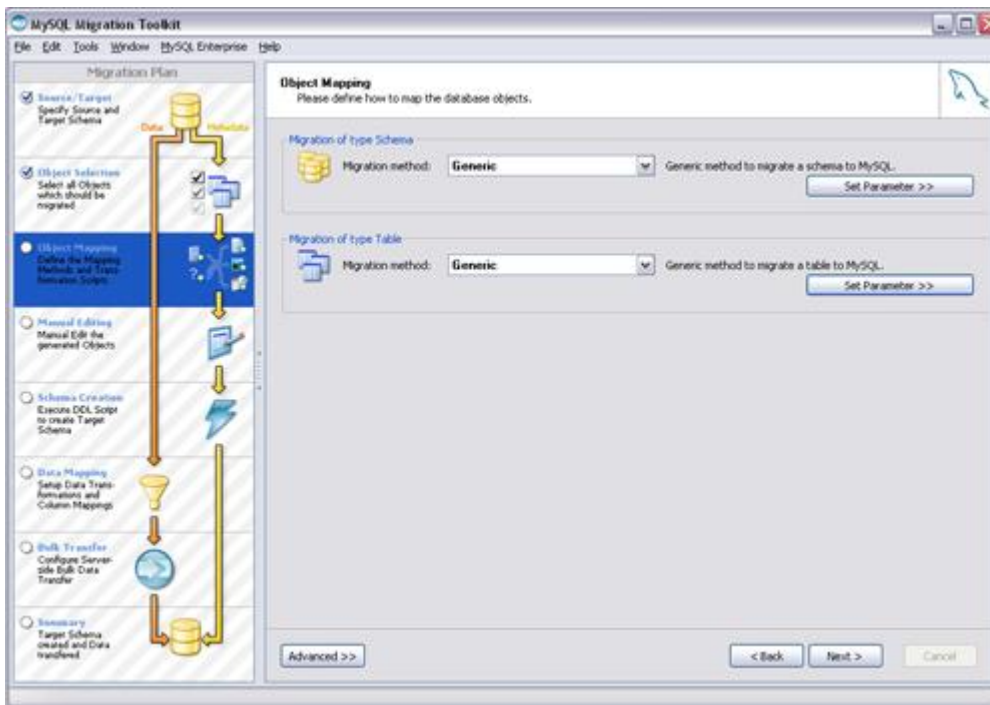 MySQL Migration Toolkit
File Edit Tools Window MySQL Enterprise Help
Migration Plan
Source/Target
Specify Source and
Target Schema
Data
Metadata
Object Selection
Select all Objects
which should be
migrated
Object Mapping
Define the Mapping
Methods and Trans-
formation Scripts
Manual Editing
Manual Edit the
generated Objects
Schema Creation
Execute DDL Script
to create Target
Schema
Data Mapping
Setup Data Trans-
formations and
Column Mappings
Bulk Transfer
Configure Server-
side Bulk Data
Transfer
Summary
Target Schema
created and Data
transfered
Object Mapping
Please define how to map the database objects.
Migration of type Schema
Migration method: Generic Generic method to migrate a schema to MySQL.
Set Parameter >>
Migration of type Table
Migration method: Generic Generic method to migrate a table to MySQL.
Set Parameter >>
Advanced >> < Back Next > Cancel